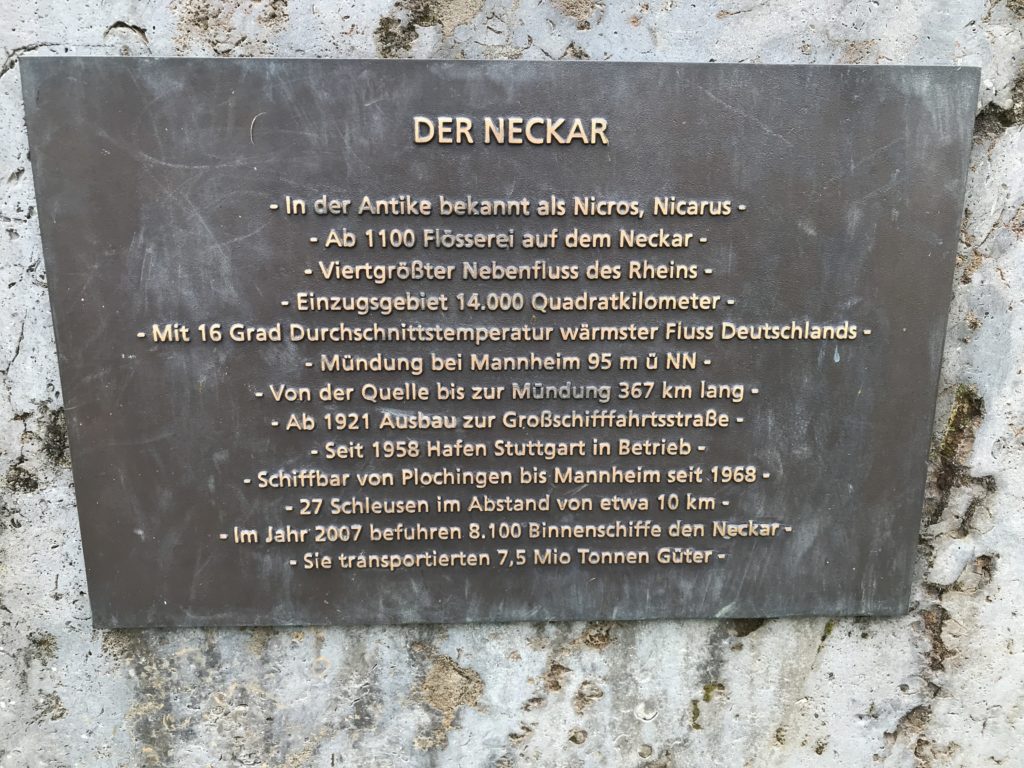 DER NECKAR
- In der Antike bekannt als Nicros, Nicarus -
- Ab 1100 Flösserei auf dem Neckar -
- Viertgrößter Nebenfluss des Rheins -
- Einzugsgebiet 14.000 Quadratkilometer -
- Mit 16 Grad Durchschnittstemperatur wärmster Fluss Deutschlands -
- Mündung bei Mannheim 95 m ü NN -
- Von der Quelle bis zur Mündung 367 km lang -
- Ab 1921 Ausbau zur Großschifffahrtsstraße -
- Seit 1958 Hafen Stuttgart in Betrieb -
- Schiffbar von Plochingen bis Mannheim seit 1968 -
- 27 Schleusen im Abstand von etwa 10 km -
- Im Jahr 2007 befuhren 8.100 Binnenschiffe den Neckar -
- Sie transportierten 7,5 Mio Tonnen Güter -